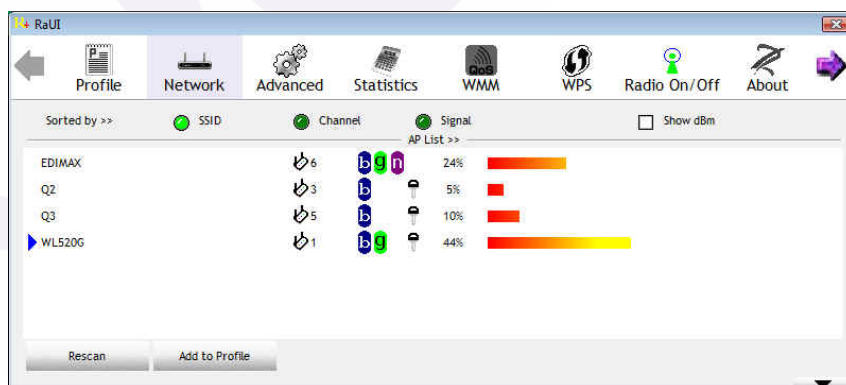 RaUI
Profile Network Advanced Statistics QoS WMM WPS Radio On/Off About
Sorted by >> SSID Channel Signal Show dBm
AP List >>
EDIMAX 6 b g n 24%
Q2 3 b 5%
Q3 5 b 10%
WL520G 1 b g 44%
Rescan Add to Profile